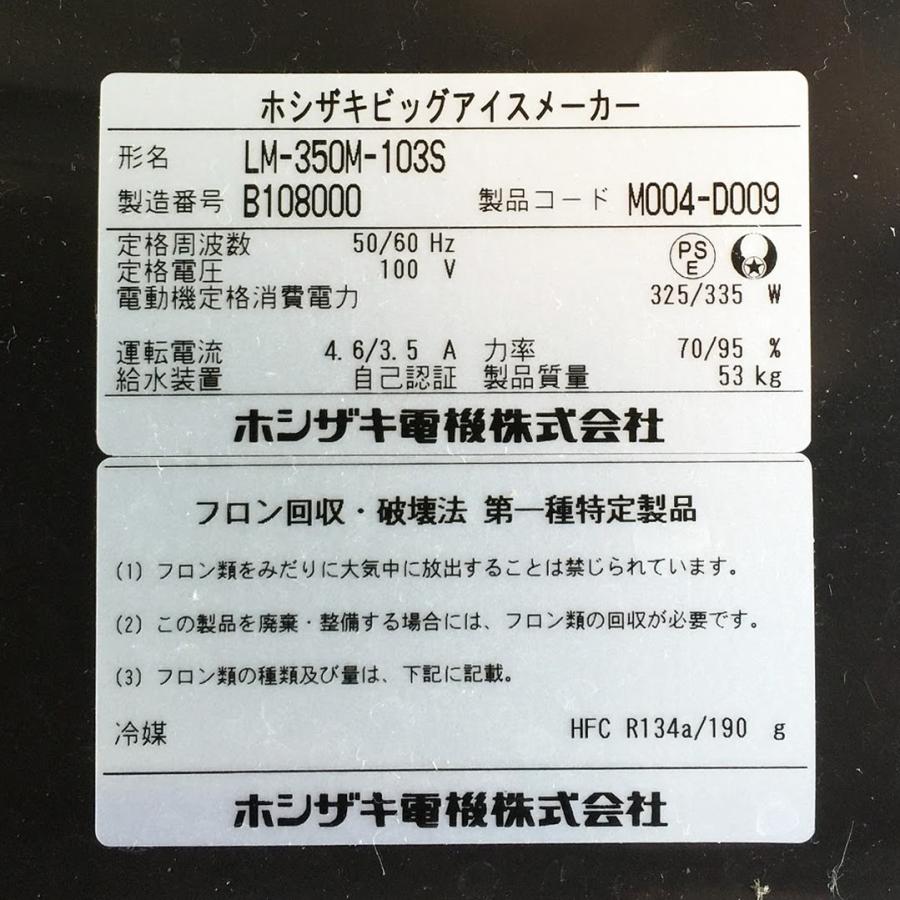 ホシザキビッグアイスメーカー
形名 LM-350M-103S
製造番号 B108000 製品コード M004-D009
定格周波数 50/60 Hz
定格電圧 100 V
PS
E
電動機定格消費電力 325/335 W
運転電流 4.6/3.5 A 力率 70/95 %
給水装置 自己認証 製品質量 53 kg
ホシザキ電機株式会社
フロン回収・破壊法 第一種特定製品
(1) フロン類をみだりに大気中に放出することは禁じられています。
(2) この製品を廃棄・整備する場合には、フロン類の回収が必要です。
(3) フロン類の種類及び量は、下記に記載。
冷媒 HFC R134a/190 g
ホシザキ電機株式会社